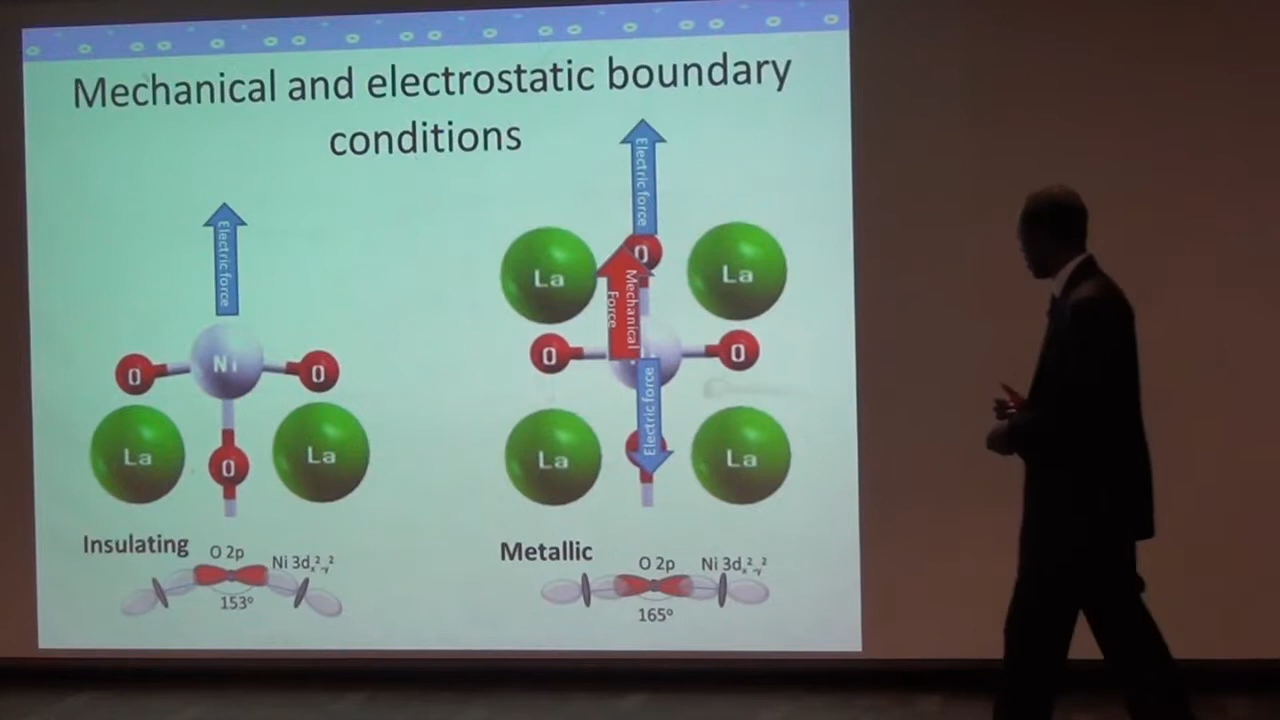 Mechanical and electrostatic boundary
conditions
Electric force
Ni
O
O
La
O
La
Insulating
O 2p
Ni 3dx²-y²
153°
Electric force
O
La
La
Mechanical
Force
O
O
Electric force
La
La
Metallic
O 2p
Ni 3dx²-y²
165°